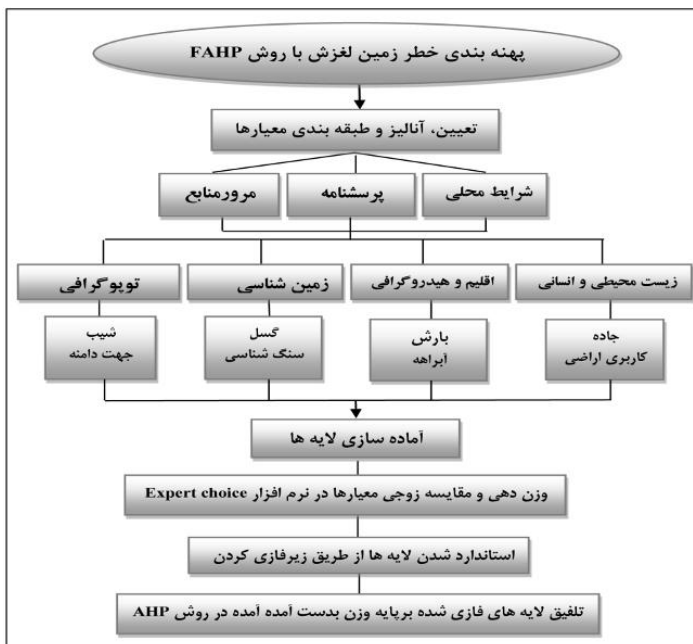 پهنه بندی خطر زمین لغزش با روش FAHP
تعیین، آنالیز و طبقه بندی معیارها
شرایط محلی
پرسشنامه
مرورمنابع
زیست محیطی و انسانی
اقلیم و هیدروگرافی
زمین شناسی
توپوگرافی
جاده
کاربری اراضی
بارش
آبراهه
گسل
سنگ شناسی
شیب
جهت دامنه
آماده سازی لایه ها
وزن دهی و مقایسه زوجی معیارها در نرم افزار Expert choice
استاندارد شدن لایه ها از طریق زیرفازی کردن
تلفیق لایه های فازی شده برپایه وزن بدست آمده آمده در روش AHP